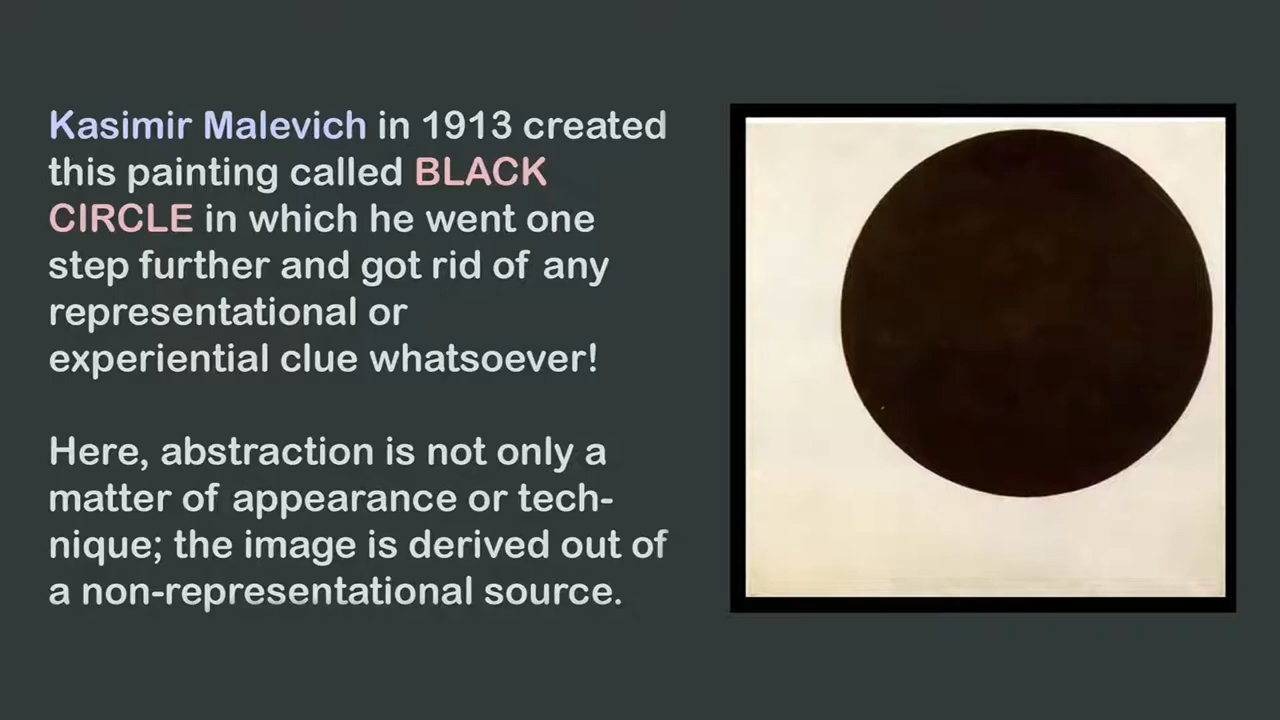 Kasimir Malevich in 1913 created
this painting called BLACK
CIRCLE in which he went one
step further and got rid of any
representational or
experiential clue whatsoever!
Here, abstraction is not only a
matter of appearance or tech-
nique; the image is derived out of
a non-representational source.